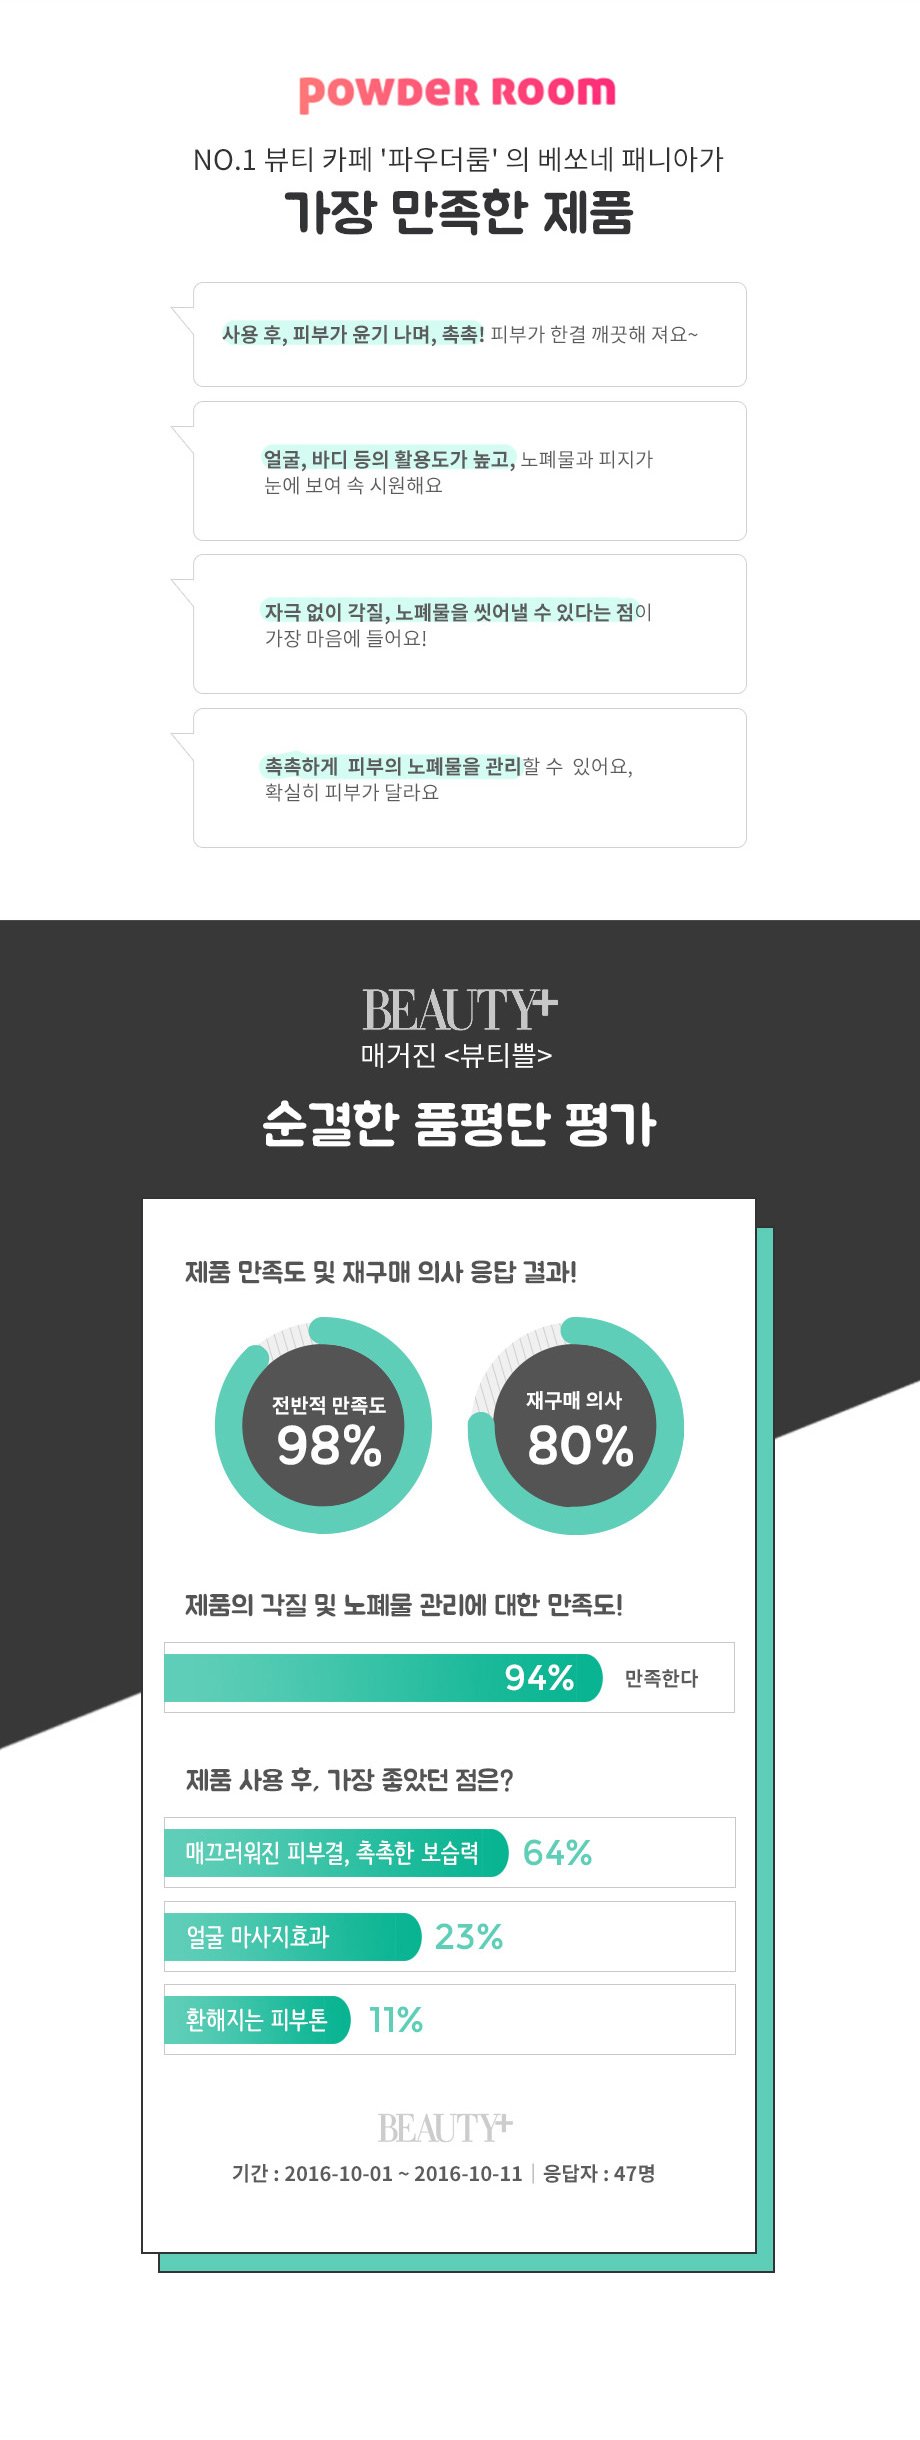 POWDER ROOM
NO.1 뷰티 카페 '파우더룸' 의 베쏘네 패니아가
가장 만족한 제품
사용 후, 피부가 윤기 나며, 촉촉! 피부가 한결 깨끗해 져요~
얼굴, 바디 등의 활용도가 높고, 노폐물과 피지가
눈에 보여 속 시원해요
자극 없이 각질, 노폐물을 씻어낼 수 있다는 점이
가장 마음에 들어요!
촉촉하게 피부의 노폐물을 관리할 수 있어요,
확실히 피부가 달라요
BEAUTY+
매거진 <뷰티쁠>
순결한 품평단 평가
제품 만족도 및 재구매 의사 응답 결과!
전반적 만족도
98%
재구매 의사
80%
제품의 각질 및 노폐물 관리에 대한 만족도!
94% 만족한다
제품 사용 후, 가장 좋았던 점은?
매끄러워진 피부결, 촉촉한 보습력 64%
얼굴 마사지효과 23%
환해지는 피부톤 11%
BEAUTY+
기간 : 2016-10-01 ~ 2016-10-11 | 응답자 : 47명